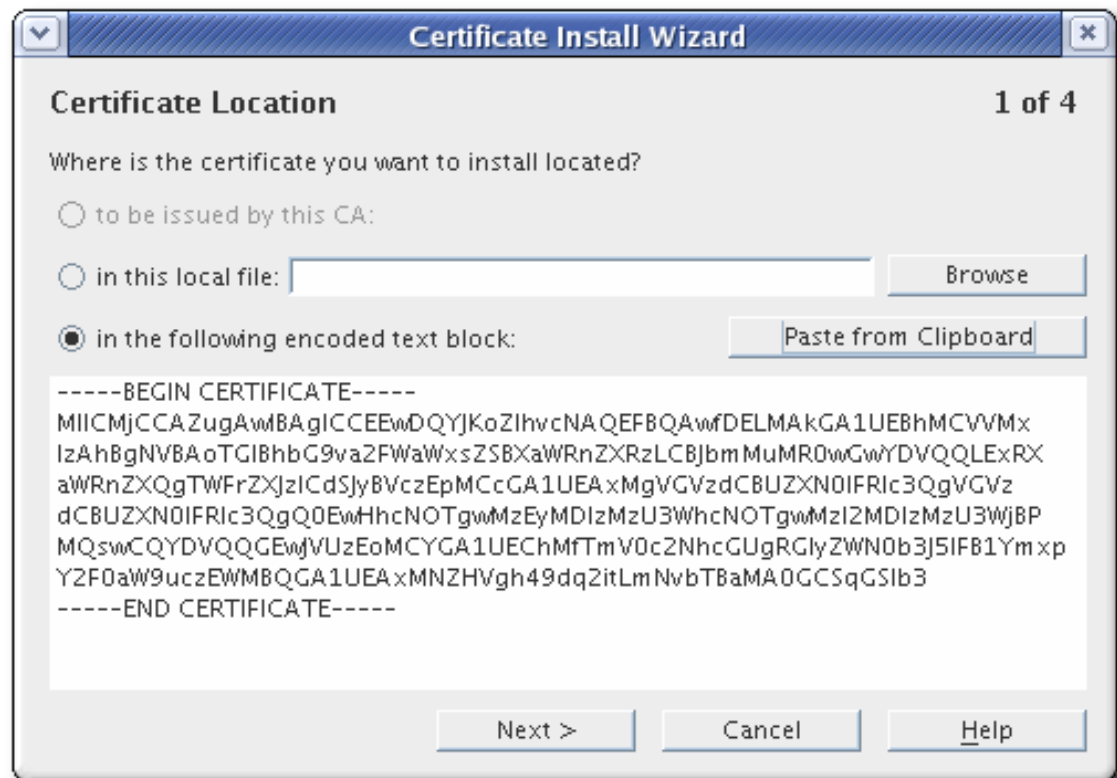 Certificate Install Wizard
Certificate Location 1 of 4
Where is the certificate you want to install located?
to be issued by this CA:
in this local file: Browse
in the following encoded text block: Paste from Clipboard
-----BEGIN CERTIFICATE-----
MIICMjCCAZugAwIBAgICCEEwDQYJKoZIhvcNAQEFBQAwfDELMAkGA1UEBhMCVVMx
IzAhBgNVBAoTGlBhbG9va2FWaWxsZSBXaWRnZXRzLCBJbmMuMR0wGwYDVQQLExRX
aWRnZXQgTWFrZXJzICdSJyBVczEpMCcGA1UEAxMgVGVzdCBUZXN0IFRlc3QgVGVz
dCBUZXN0IFRlc3QgQ0EwHhcNOTgwMzEyMDIzMzU3WhcNOTgwMzI2MDIzMzU3WjBP
MQswCQYDVQQGEwJVUzEoMCYGA1UEChMfTmV0c2NhcGUgRGlyZWN0b3J5IFB1Ymxp
Y2F0aW9uczEWMBQGA1UEAxMNZHVgh49dq2itLmNvbTBaMA0GCSqGSIb3
-----END CERTIFICATE-----
Next > Cancel Help